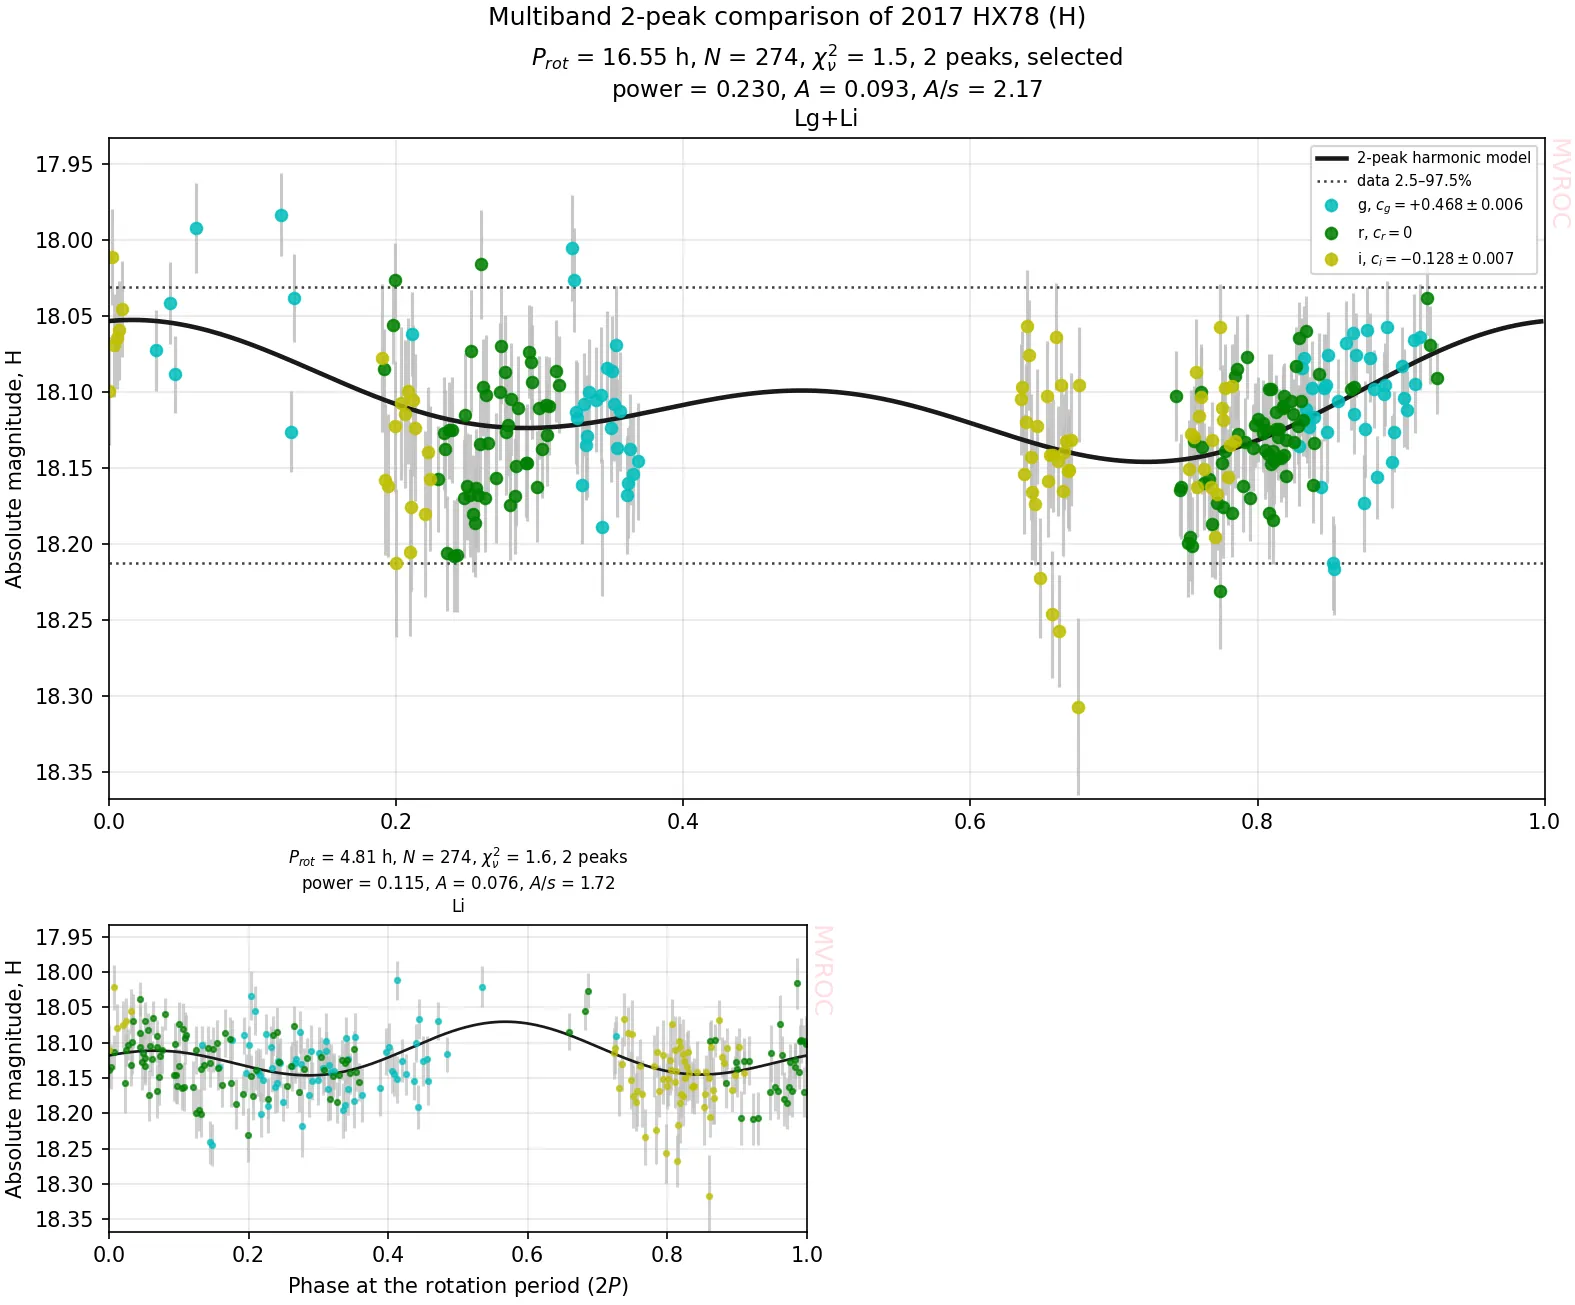 Multiband 2-peak comparison of 2017 HX78 (H)
P_rot = 16.55 h, N = 274, χ²_ν = 1.5, 2 peaks, selected
power = 0.230, A = 0.093, A/s = 2.17
Lg+Li
2-peak harmonic model
data 2.5–97.5%
g, c_g = +0.468 ± 0.006
r, c_r = 0
i, c_i = −0.128 ± 0.007
MVROC
Absolute magnitude, H
17.95
18.00
18.05
18.10
18.15
18.20
18.25
18.30
18.35
0.0 0.2 0.4 0.6 0.8 1.0
P_rot = 4.81 h, N = 274, χ²_ν = 1.6, 2 peaks
power = 0.115, A = 0.076, A/s = 1.72
Li
MVROC
Absolute magnitude, H
17.95
18.00
18.05
18.10
18.15
18.20
18.25
18.30
18.35
0.0 0.2 0.4 0.6 0.8 1.0
Phase at the rotation period (2P)